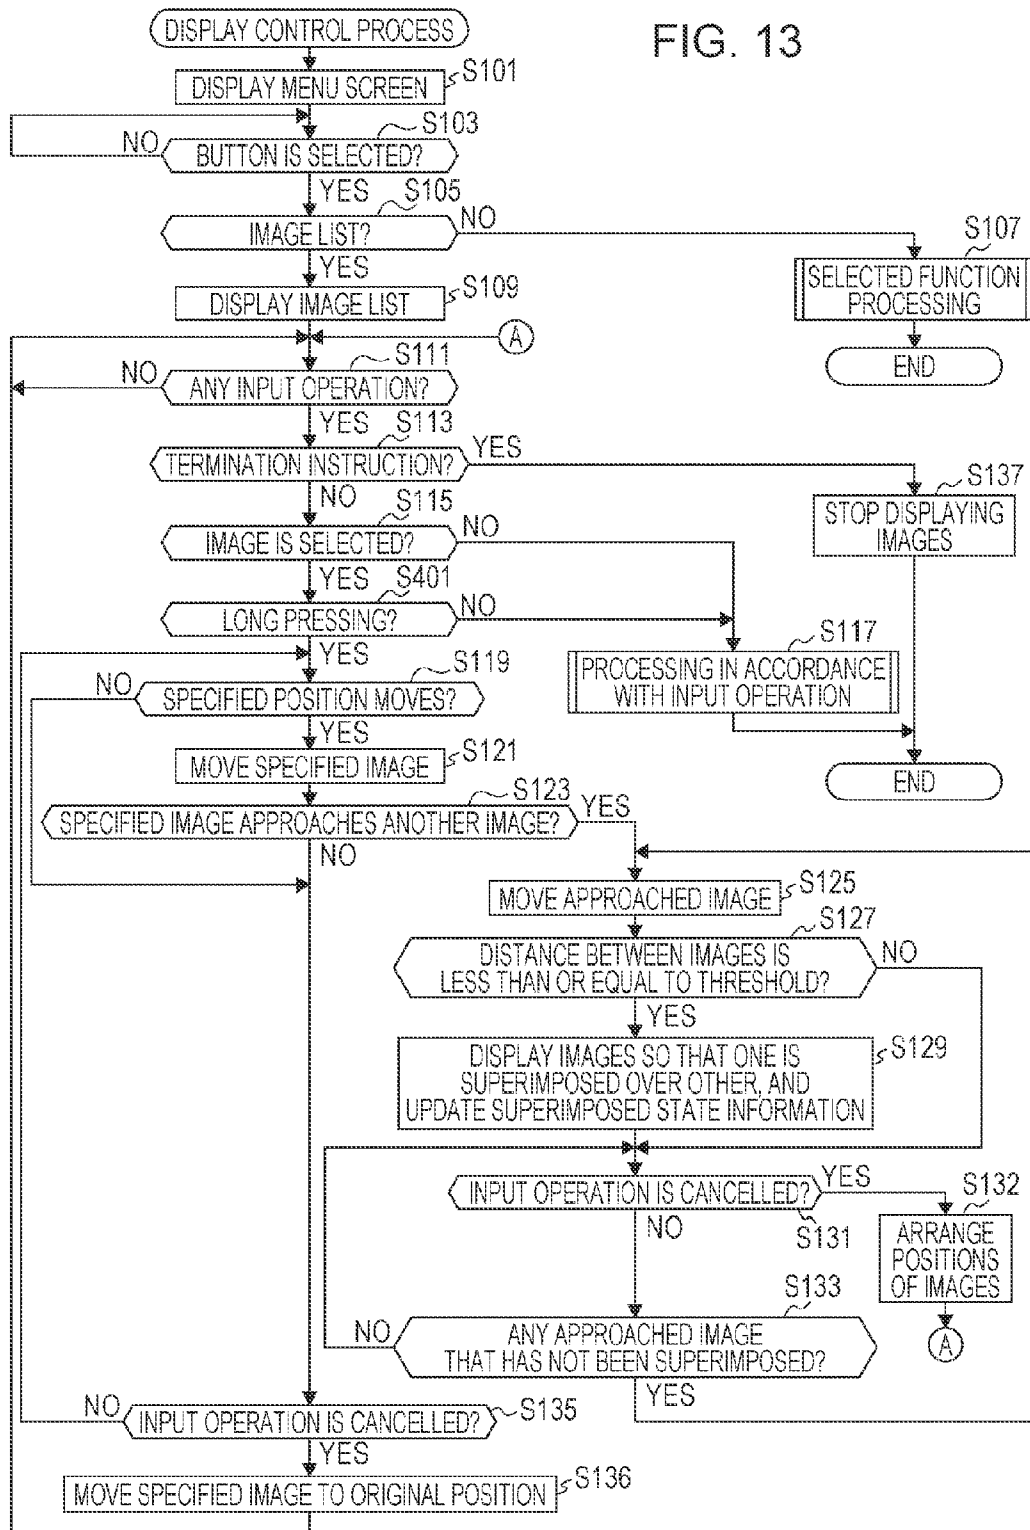 FIG. 13
DISPLAY CONTROL PROCESS
S101
DISPLAY MENU SCREEN
S103
NO
BUTTON IS SELECTED?
YES
S105
IMAGE LIST?
NO
S107
SELECTED FUNCTION
PROCESSING
END
YES
S109
DISPLAY IMAGE LIST
A
S111
NO
ANY INPUT OPERATION?
YES
S113
TERMINATION INSTRUCTION?
YES
S137
STOP DISPLAYING
IMAGES
NO
S115
IMAGE IS SELECTED?
NO
YES
S401
LONG PRESSING?
NO
S117
PROCESSING IN ACCORDANCE
WITH INPUT OPERATION
END
YES
S119
NO
SPECIFIED POSITION MOVES?
YES
S121
MOVE SPECIFIED IMAGE
S123
SPECIFIED IMAGE APPROACHES ANOTHER IMAGE?
YES
NO
S125
MOVE APPROACHED IMAGE
S127
DISTANCE BETWEEN IMAGES IS
LESS THAN OR EQUAL TO THRESHOLD?
NO
YES
S129
DISPLAY IMAGES SO THAT ONE IS
SUPERIMPOSED OVER OTHER, AND
UPDATE SUPERIMPOSED STATE INFORMATION
INPUT OPERATION IS CANCELLED?
YES
S131
NO
S132
ARRANGE
POSITIONS
OF IMAGES
A
S133
NO
ANY APPROACHED IMAGE
THAT HAS NOT BEEN SUPERIMPOSED?
YES
NO
INPUT OPERATION IS CANCELLED?
S135
YES
MOVE SPECIFIED IMAGE TO ORIGINAL POSITION
S136